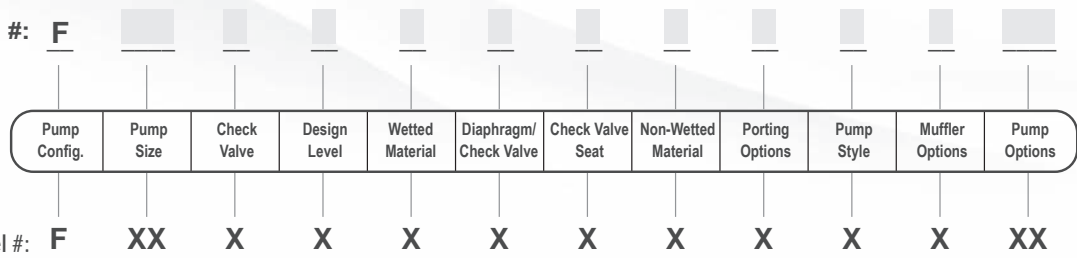 #: F
Pump Config. Pump Size Check Valve Design Level Wetted Material Diaphragm/ Check Valve Check Valve Seat Non-Wetted Material Porting Options Pump Style Muffler Options Pump Options
#: F XX X X X X X X X X X XX